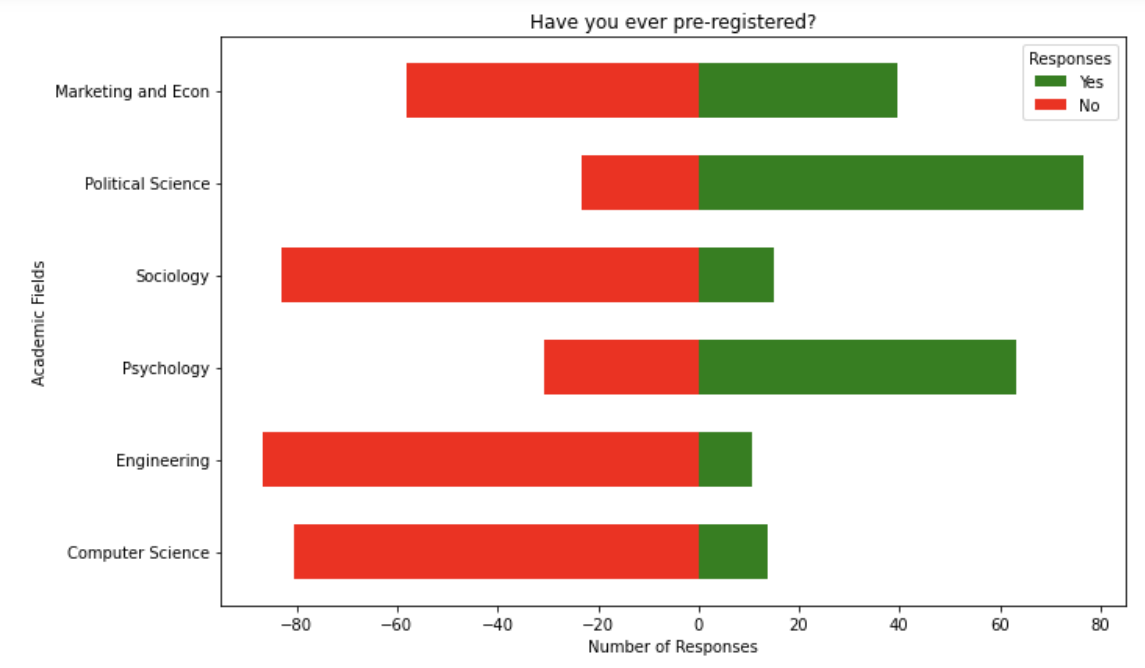 Have you ever pre-registered?
Responses
Yes
No
Marketing and Econ
Political Science
Sociology
Psychology
Engineering
Computer Science
Academic Fields
−80 −60 −40 −20 0 20 40 60 80
Number of Responses